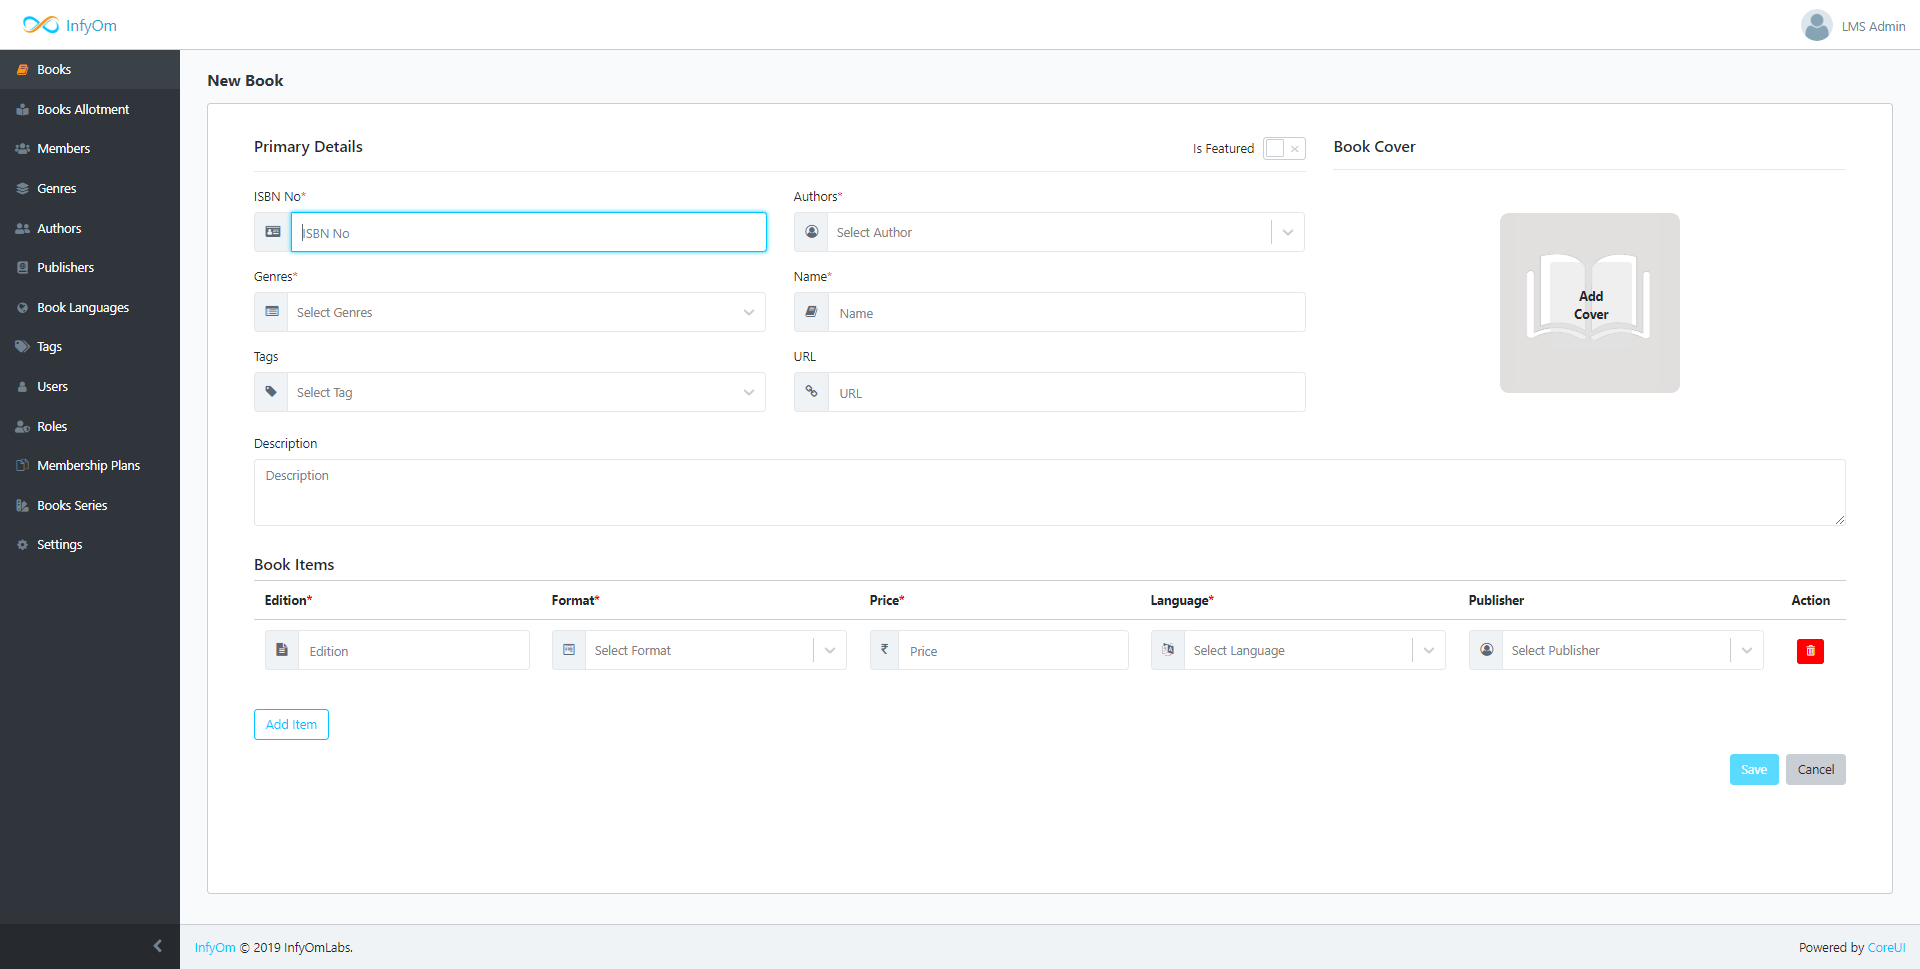 InfyOm
LMS Admin
Books
Books Allotment
Members
Genres
Authors
Publishers
Book Languages
Tags
Users
Roles
Membership Plans
Books Series
Settings
New Book
Primary Details
Is Featured
Book Cover
ISBN No*
Authors*
ISBN No
Select Author
Genres*
Name*
Select Genres
Name
Tags
URL
Select Tag
URL
Add
Cover
Description
Description
Book Items
Edition* Format* Price* Language* Publisher Action
Edition Select Format ₹ Price Select Language Select Publisher
Add Item
Save Cancel
InfyOm © 2019 InfyOmLabs.
Powered by CoreUI